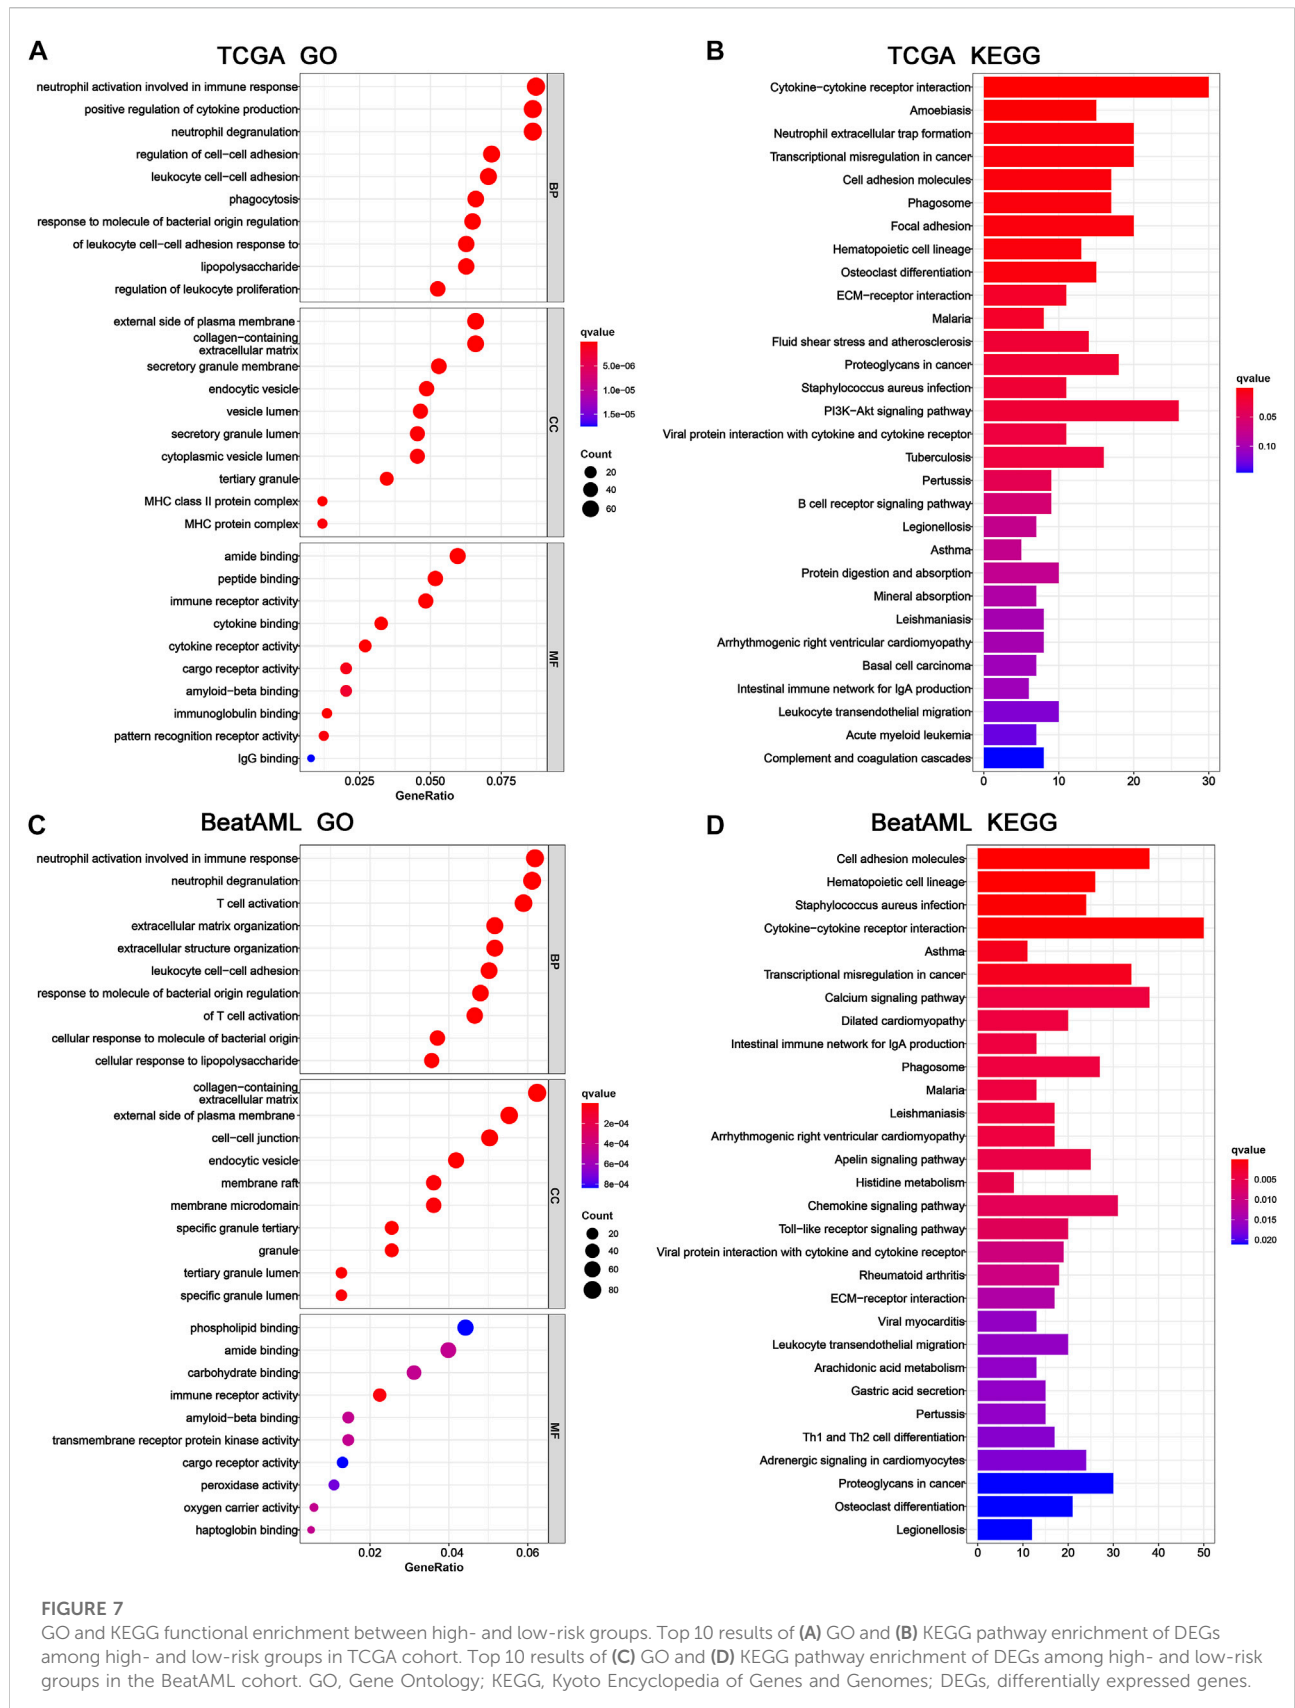 A
TCGA GO
neutrophil activation involved in immune response
positive regulation of cytokine production
neutrophil degranulation
regulation of cell-cell adhesion
leukocyte cell-cell adhesion
phagocytosis
response to molecule of bacterial origin regulation
of leukocyte cell-cell adhesion response to
lipopolysaccharide
regulation of leukocyte proliferation
BP
external side of plasma membrane
collagen-containing
extracellular matrix
secretory granule membrane
endocytic vesicle
vesicle lumen
secretory granule lumen
cytoplasmic vesicle lumen
tertiary granule
MHC class II protein complex
MHC protein complex
CC
amide binding
peptide binding
immune receptor activity
cytokine binding
cytokine receptor activity
cargo receptor activity
amyloid-beta binding
immunoglobulin binding
pattern recognition receptor activity
IgG binding
MF
0.025 0.050 0.075
GeneRatio
qvalue
5.0e-06
1.0e-05
1.5e-05
Count
20
40
60
B
TCGA KEGG
Cytokine-cytokine receptor interaction
Amoebiasis
Neutrophil extracellular trap formation
Transcriptional misregulation in cancer
Cell adhesion molecules
Phagosome
Focal adhesion
Hematopoietic cell lineage
Osteoclast differentiation
ECM-receptor interaction
Malaria
Fluid shear stress and atherosclerosis
Proteoglycans in cancer
Staphylococcus aureus infection
PI3K-Akt signaling pathway
Viral protein interaction with cytokine and cytokine receptor
Tuberculosis
Pertussis
B cell receptor signaling pathway
Legionellosis
Asthma
Protein digestion and absorption
Mineral absorption
Leishmaniasis
Arrhythmogenic right ventricular cardiomyopathy
Basal cell carcinoma
Intestinal immune network for IgA production
Leukocyte transendothelial migration
Acute myeloid leukemia
Complement and coagulation cascades
0 10 20 30
qvalue
0.05
0.10
C
BeatAML GO
neutrophil activation involved in immune response
neutrophil degranulation
T cell activation
extracellular matrix organization
extracellular structure organization
leukocyte cell-cell adhesion
response to molecule of bacterial origin regulation
of T cell activation
cellular response to molecule of bacterial origin
cellular response to lipopolysaccharide
BP
collagen-containing
extracellular matrix
external side of plasma membrane
cell-cell junction
endocytic vesicle
membrane raft
membrane microdomain
specific granule tertiary
granule
tertiary granule lumen
specific granule lumen
CC
phospholipid binding
amide binding
carbohydrate binding
immune receptor activity
amyloid-beta binding
transmembrane receptor protein kinase activity
cargo receptor activity
peroxidase activity
oxygen carrier activity
haptoglobin binding
MF
0.02 0.04 0.06
GeneRatio
qvalue
2e-04
4e-04
6e-04
8e-04
Count
20
40
60
80
D
BeatAML KEGG
Cell adhesion molecules
Hematopoietic cell lineage
Staphylococcus aureus infection
Cytokine-cytokine receptor interaction
Asthma
Transcriptional misregulation in cancer
Calcium signaling pathway
Dilated cardiomyopathy
Intestinal immune network for IgA production
Phagosome
Malaria
Leishmaniasis
Arrhythmogenic right ventricular cardiomyopathy
Apelin signaling pathway
Histidine metabolism
Chemokine signaling pathway
Toll-like receptor signaling pathway
Viral protein interaction with cytokine and cytokine receptor
Rheumatoid arthritis
ECM-receptor interaction
Viral myocarditis
Leukocyte transendothelial migration
Arachidonic acid metabolism
Gastric acid secretion
Pertussis
Th1 and Th2 cell differentiation
Adrenergic signaling in cardiomyocytes
Proteoglycans in cancer
Osteoclast differentiation
Legionellosis
0 10 20 30 40 50
qvalue
0.005
0.010
0.015
0.020
FIGURE 7
GO and KEGG functional enrichment between high- and low-risk groups. Top 10 results of (A) GO and (B) KEGG pathway enrichment of DEGs
among high- and low-risk groups in TCGA cohort. Top 10 results of (C) GO and (D) KEGG pathway enrichment of DEGs among high- and low-risk
groups in the BeatAML cohort. GO, Gene Ontology; KEGG, Kyoto Encyclopedia of Genes and Genomes; DEGs, differentially expressed genes.